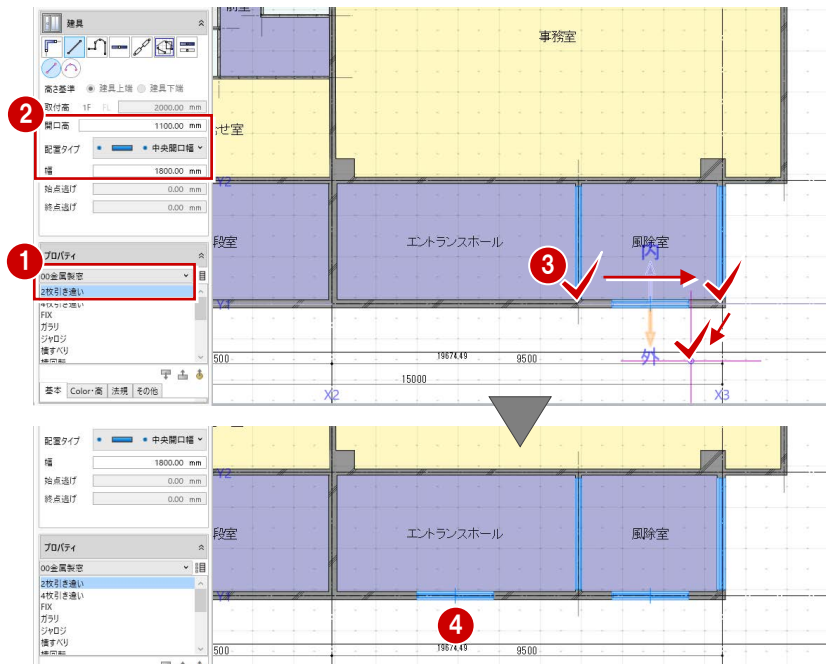 建具
高さ基準 建具上端 建具下端
取付高 1F FL 2000.00 mm
2
開口高 1100.00 mm
配置タイプ 中央開口幅
幅 1800.00 mm
始点逃げ 0.00 mm
終点逃げ 0.00 mm
1
プロパティ
00金属製窓
2枚引き違い
4枚引き違い
FIX
ガラリ
ジャロジ
横すべり
横回転
基本 Color・高 法規 その他
前室
事務室
せ室
Y2
段室 エントランスホール 風除室
3
内
Y1
外
500 19674.49 9500
15000
X2 X3
配置タイプ 中央開口幅
幅 1800.00 mm
始点逃げ 0.00 mm
終点逃げ 0.00 mm
プロパティ
00金属製窓
2枚引き違い
4枚引き違い
FIX
ガラリ
ジャロジ
横すべり
横回転
Y2
段室 エントランスホール 風除室
Y1
4
500 19674.49 9500